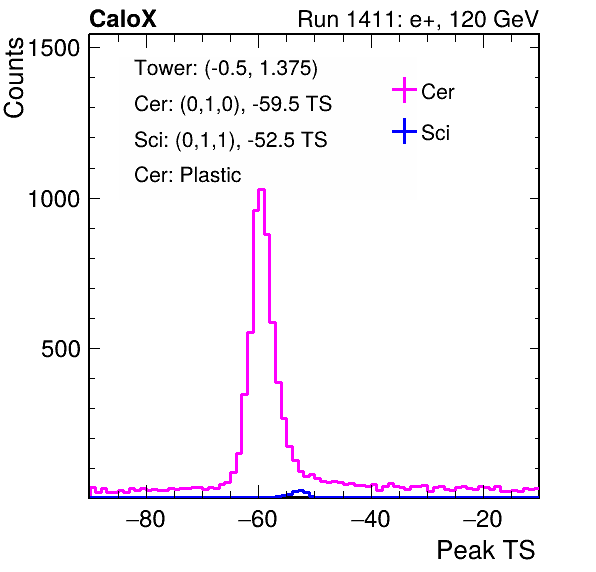 CaloX Run 1411: e+, 120 GeV
Counts
1500
1000
500
Tower: (-0.5, 1.375)
Cer: (0,1,0), -59.5 TS
Sci: (0,1,1), -52.5 TS
Cer: Plastic
Cer
Sci
−80 −60 −40 −20
Peak TS